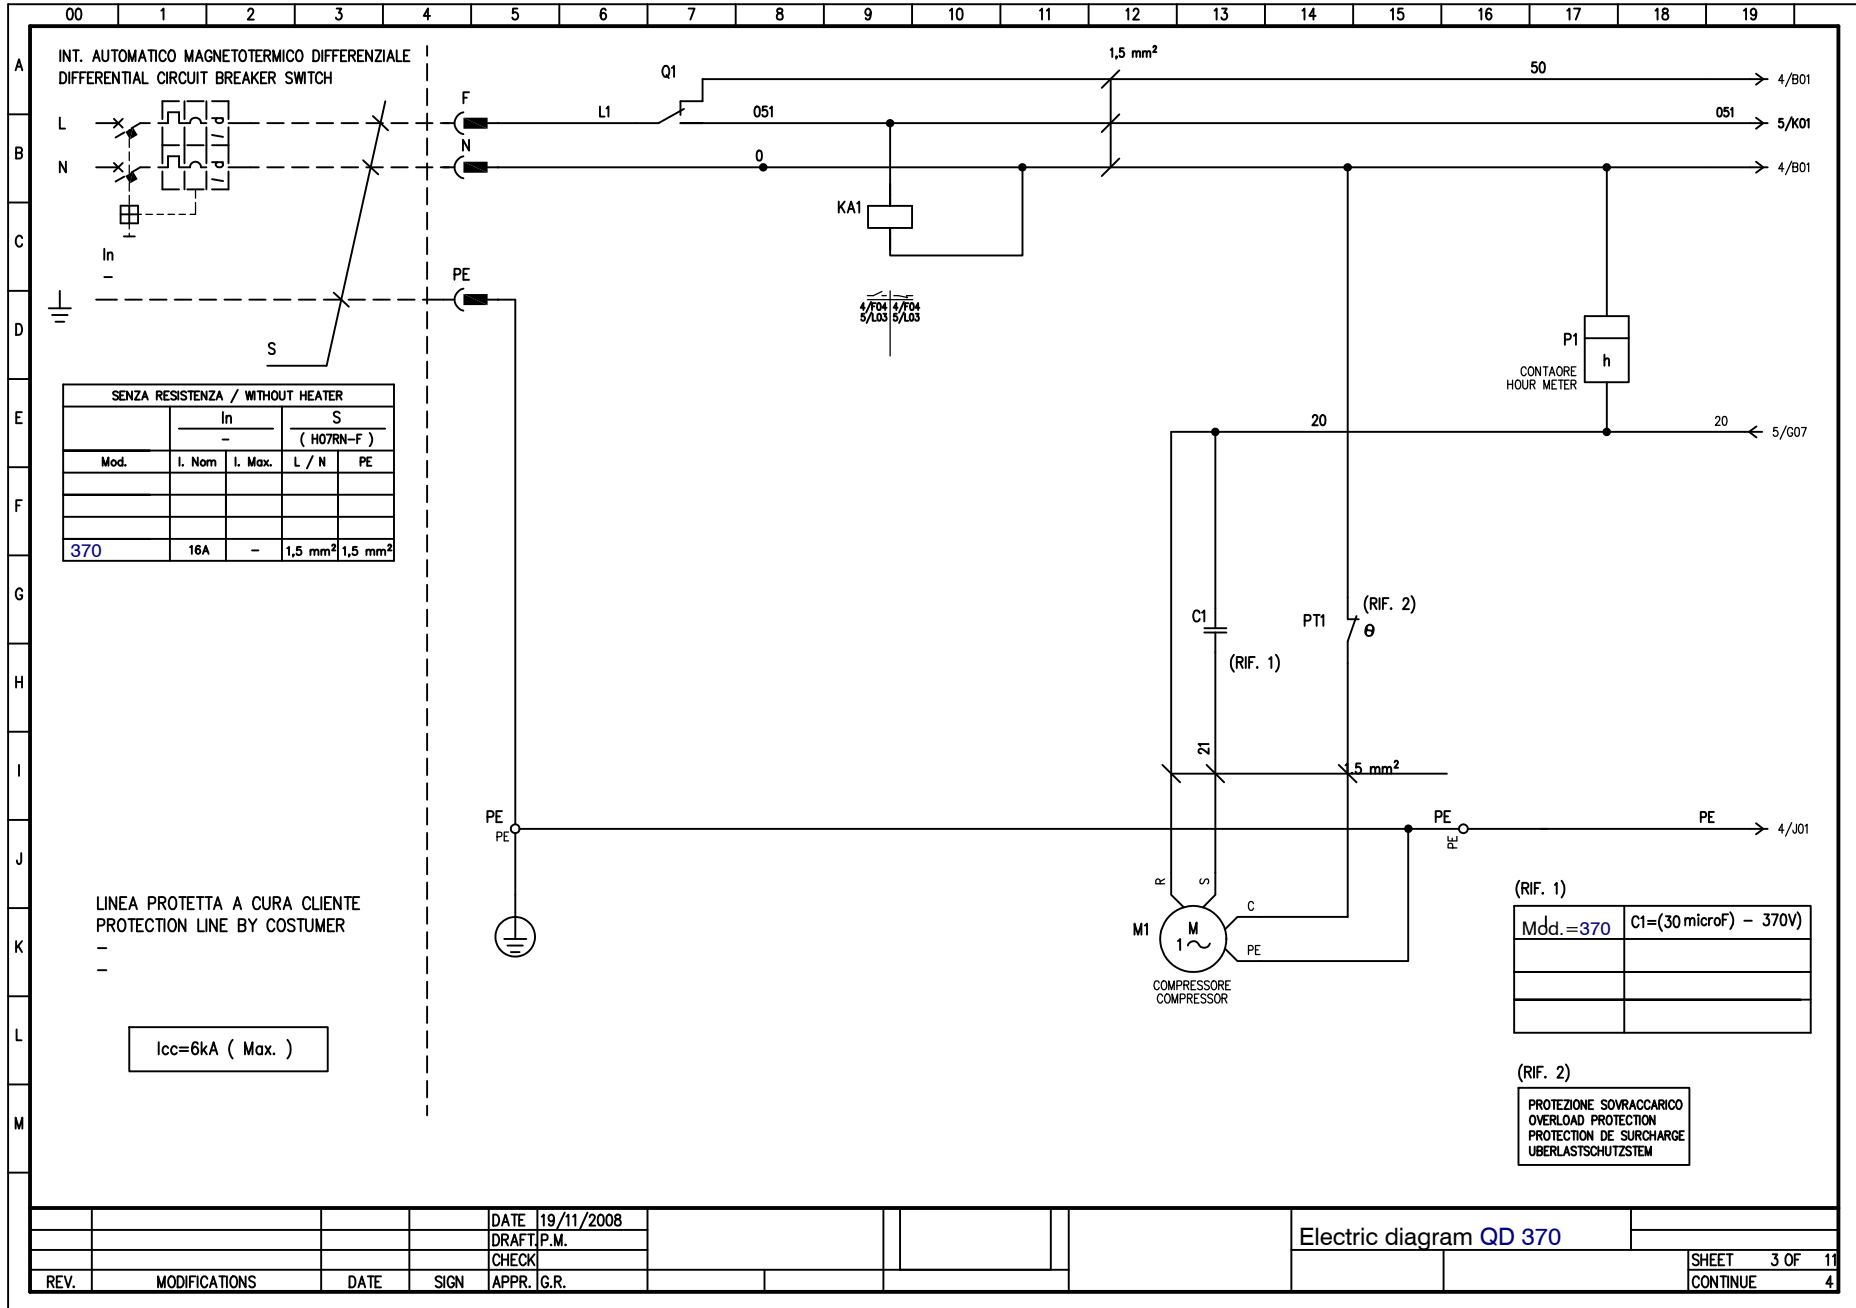 00 1 2 3 4 5 6 7 8 9 10 11 12 13 14 15 16 17 18 19
A
B
C
D
E
F
G
H
I
J
K
L
M
INT. AUTOMATICO MAGNETOTERMICO DIFFERENZIALE
DIFFERENTIAL CIRCUIT BREAKER SWITCH
L
N
In
-
S
F
N
PE
L1
Q1
051
0
1,5 mm²
50
4/B01
051
5/K01
4/B01
KA1
4/F04 4/F04
5/L03 5/L03
P1
h
CONTAORE
HOUR METER
20
20
5/G07
SENZA RESISTENZA / WITHOUT HEATER
In S
- ( H07RN-F )
Mod. I. Nom I. Max. L / N PE
370 16A - 1,5 mm² 1,5 mm²
C1
(RIF. 1)
PT1
(RIF. 2)
θ
21
1,5 mm²
PE
PE
PE
PE
PE
4/J01
R
S
C
PE
M1
M
1~
COMPRESSORE
COMPRESSOR
LINEA PROTETTA A CURA CLIENTE
PROTECTION LINE BY COSTUMER
-
-
Icc=6kA ( Max. )
(RIF. 1)
Mod.=370 C1=(30 microF) - 370V)
(RIF. 2)
PROTEZIONE SOVRACCARICO
OVERLOAD PROTECTION
PROTECTION DE SURCHARGE
UBERLASTSCHUTZSTEM
DATE 19/11/2008
DRAFT. P.M.
CHECK
REV. MODIFICATIONS DATE SIGN APPR. G.R.
Electric diagram QD 370
SHEET 3 OF 11
CONTINUE 4